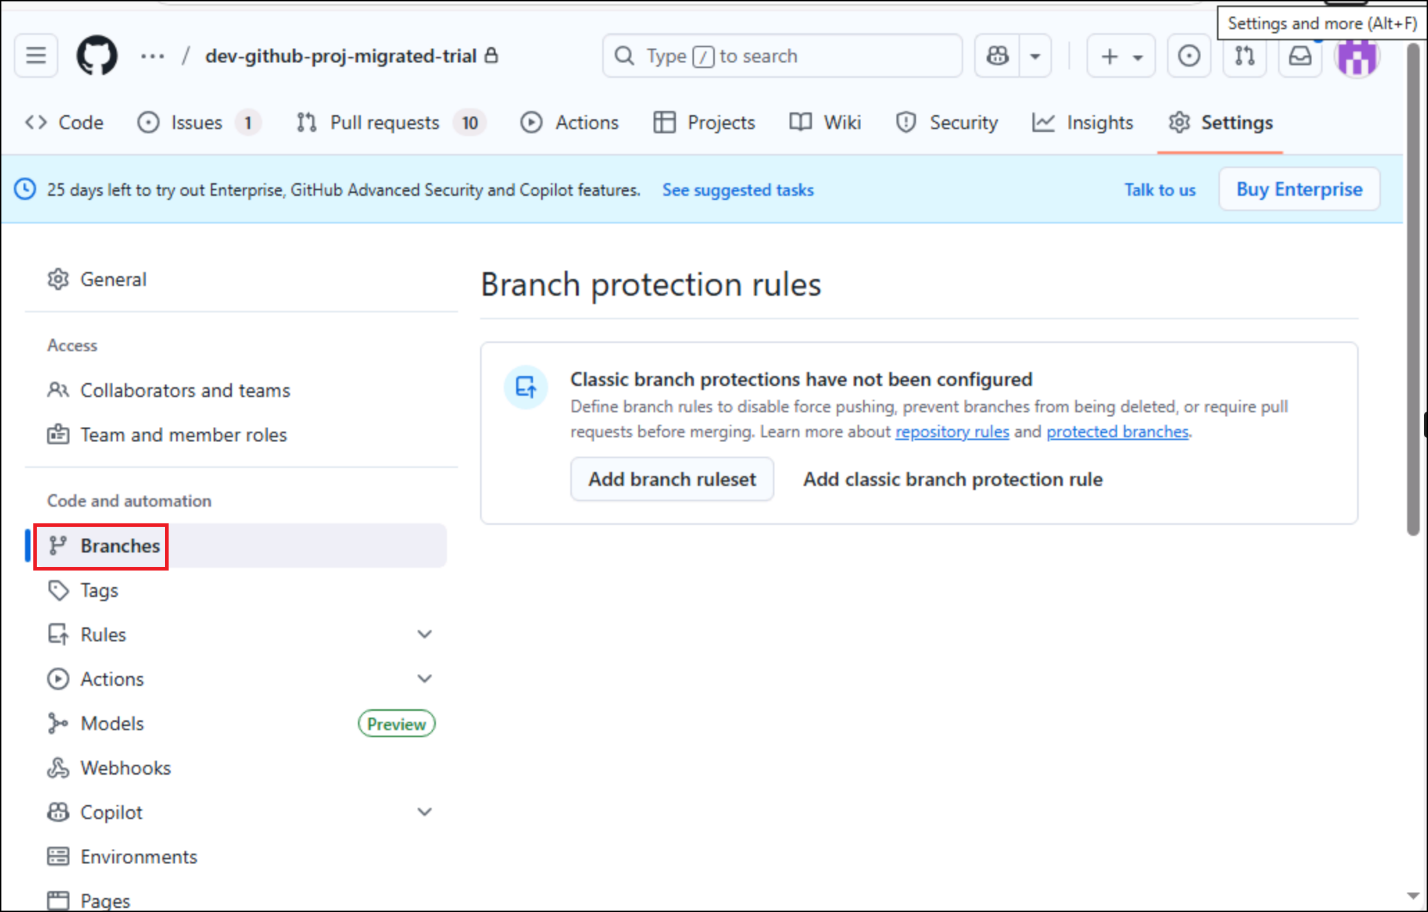 Settings and more (Alt+F)
··· / dev-github-proj-migrated-trial
Type / to search
Code
Issues 1
Pull requests 10
Actions
Projects
Wiki
Security
Insights
Settings
25 days left to try out Enterprise, GitHub Advanced Security and Copilot features. See suggested tasks
Talk to us
Buy Enterprise
General
Access
Collaborators and teams
Team and member roles
Code and automation
Branches
Tags
Rules
Actions
Models Preview
Webhooks
Copilot
Environments
Pages
Branch protection rules
Classic branch protections have not been configured
Define branch rules to disable force pushing, prevent branches from being deleted, or require pull
requests before merging. Learn more about repository rules and protected branches.
Add branch ruleset
Add classic branch protection rule